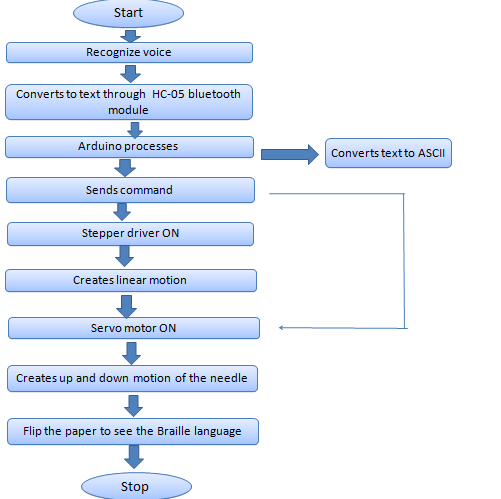 Start
Recognize voice
Converts to text through HC-05 bluetooth
module
Arduino processes
Converts text to ASCII
Sends command
Stepper driver ON
Creates linear motion
Servo motor ON
Creates up and down motion of the needle
Flip the paper to see the Braille language
Stop